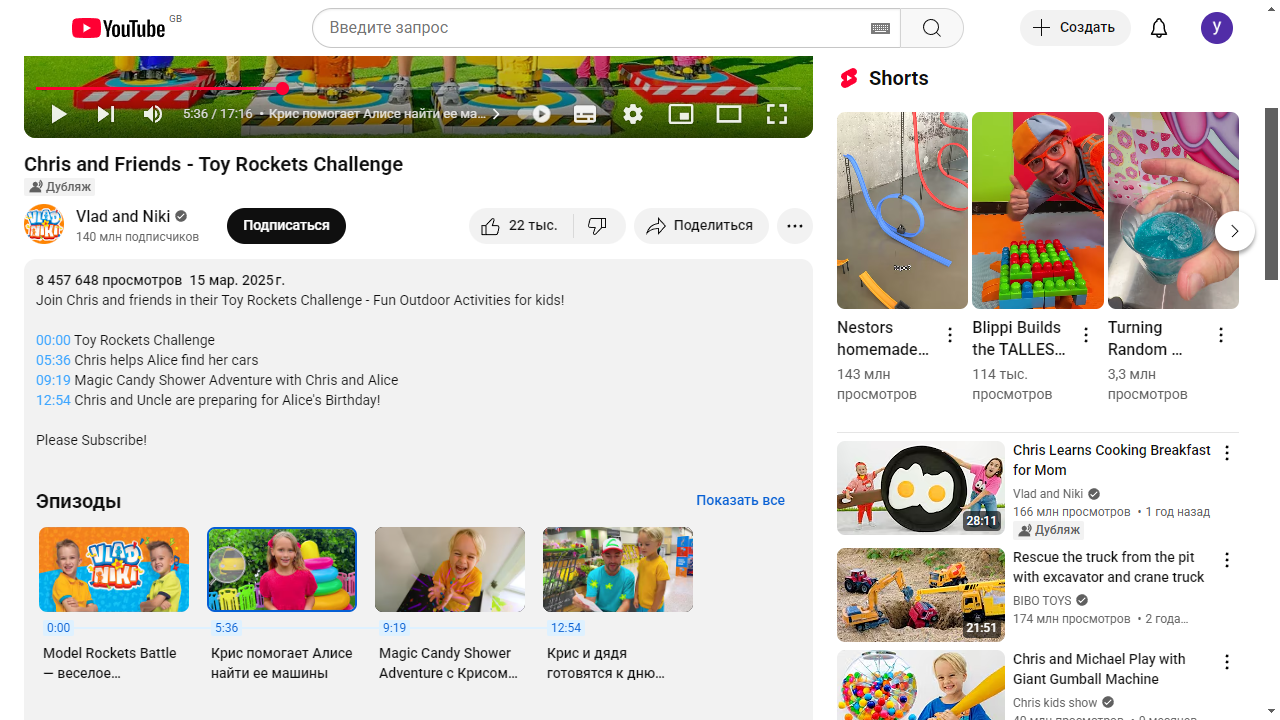 YouTube GB
Введите запрос
Создать
y
5:36 / 17:16 • Крис помогает Алисе найти ее ма...
Chris and Friends - Toy Rockets Challenge
Дубляж
Vlad and Niki
140 млн подписчиков
Подписаться
22 тыс.
Поделиться
8 457 648 просмотров 15 мар. 2025 г.
Join Chris and friends in their Toy Rockets Challenge - Fun Outdoor Activities for kids!
00:00 Toy Rockets Challenge
05:36 Chris helps Alice find her cars
09:19 Magic Candy Shower Adventure with Chris and Alice
12:54 Chris and Uncle are preparing for Alice's Birthday!
Please Subscribe!
Эпизоды
Показать все
VLAD & NIKI
0:00
5:36
9:19
12:54
Model Rockets Battle
— веселое...
Крис помогает Алисе
найти ее машины
Magic Candy Shower
Adventure с Крисом...
Крис и дядя
готовятся к дню...
Shorts
Nestors
homemade...
143 млн
просмотров
Blippi Builds
the TALLES...
114 тыс.
просмотров
Turning
Random ...
3,3 млн
просмотров
28:11
Chris Learns Cooking Breakfast
for Mom
Vlad and Niki
166 млн просмотров • 1 год назад
Дубляж
21:51
Rescue the truck from the pit
with excavator and crane truck
BIBO TOYS
174 млн просмотров • 2 года...
Chris and Michael Play with
Giant Gumball Machine
Chris kids show
40 млн просмотров • 9 месяцев